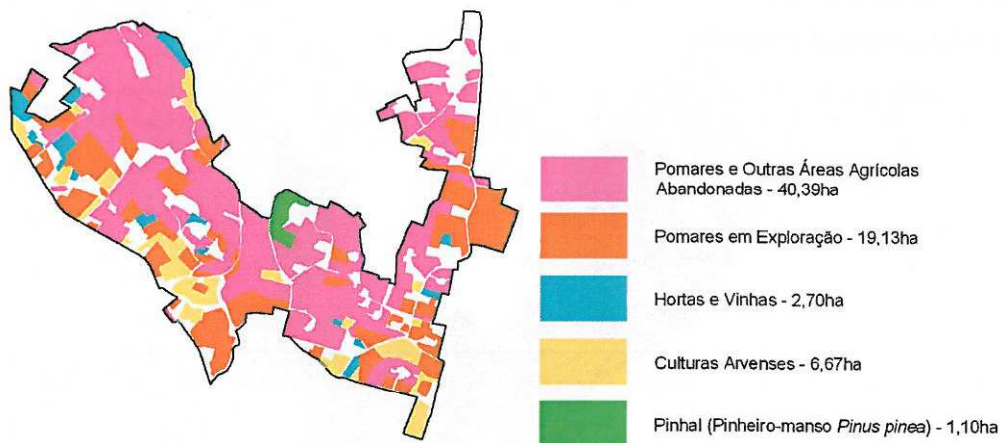 Pomares e Outras Áreas Agrícolas
Abandonadas - 40,39ha
Pomares em Exploração - 19,13ha
Hortas e Vinhas - 2,70ha
Culturas Arvenses - 6,67ha
Pinhal (Pinheiro-manso Pinus pinea) - 1,10ha